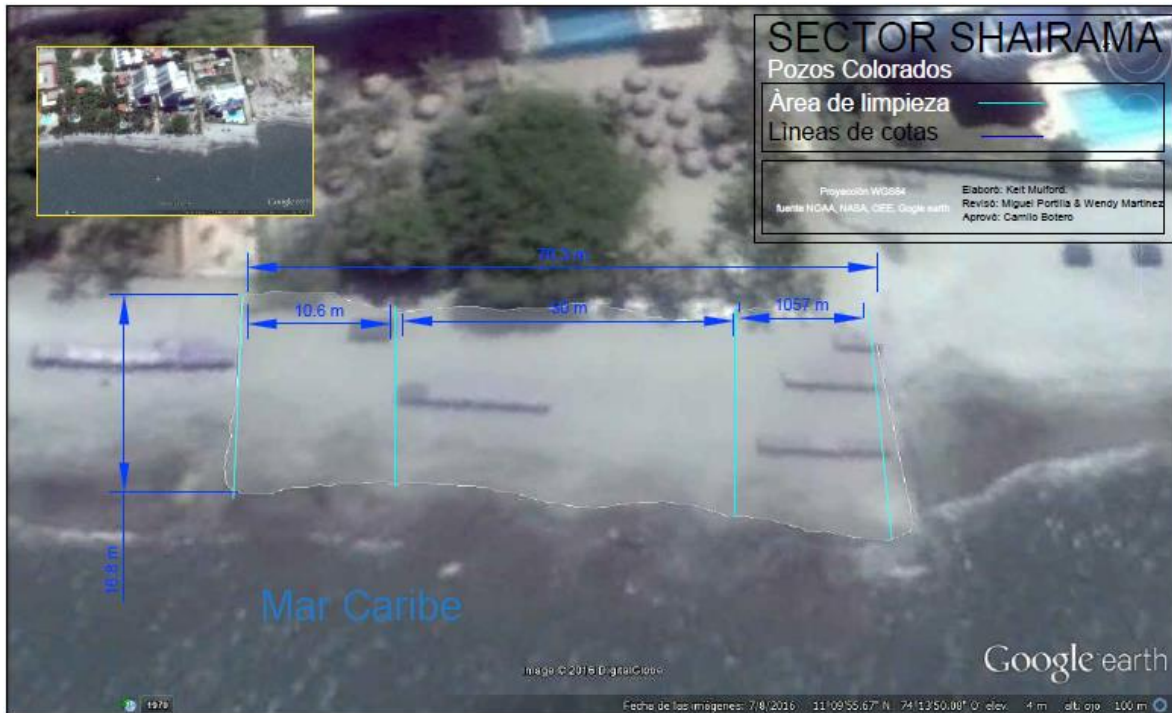 SECTOR SHAIRAMA
Pozos Colorados
Àrea de limpieza
Lìneas de cotas
Proyección WGS84
fuente NOAA, NASA, CIEE, Gogle earth
Elaboró: Keit Mulford.
Revisó: Miguel Portilla & Wendy Martinez
Aprovó: Camilo Botero
Google
10.6 m
30 m
1057 m
16.8 m
Mar Caribe
Image © 2016 DigitalGlobe
Google earth
1970
Fecha de las imágenes: 7/8/2016 11°09'55.67" N 74°13'50.08" O elev. 4 m alt. ojo 100 m